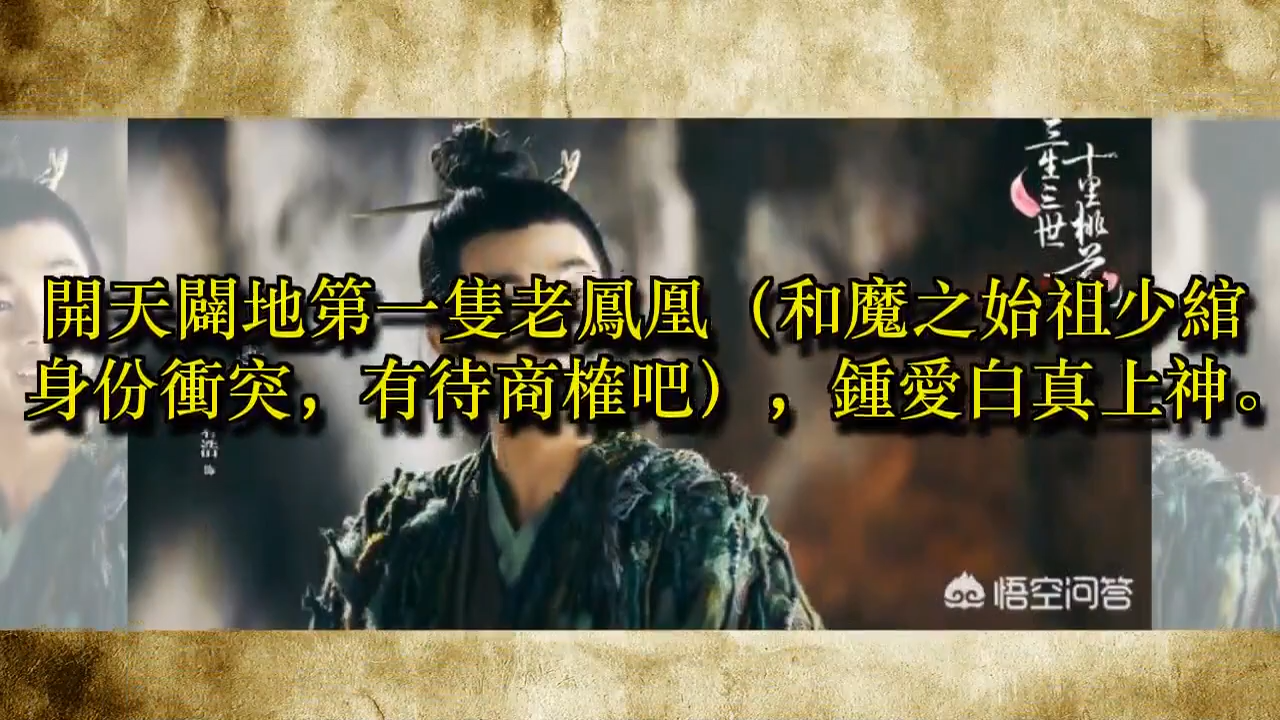 三生三世
十里桃花
開天闢地第一隻老鳳凰（和魔之始祖少綰
身份衝突，有待商榷吧），鍾愛白真上神。
浩 飾
悟空问答